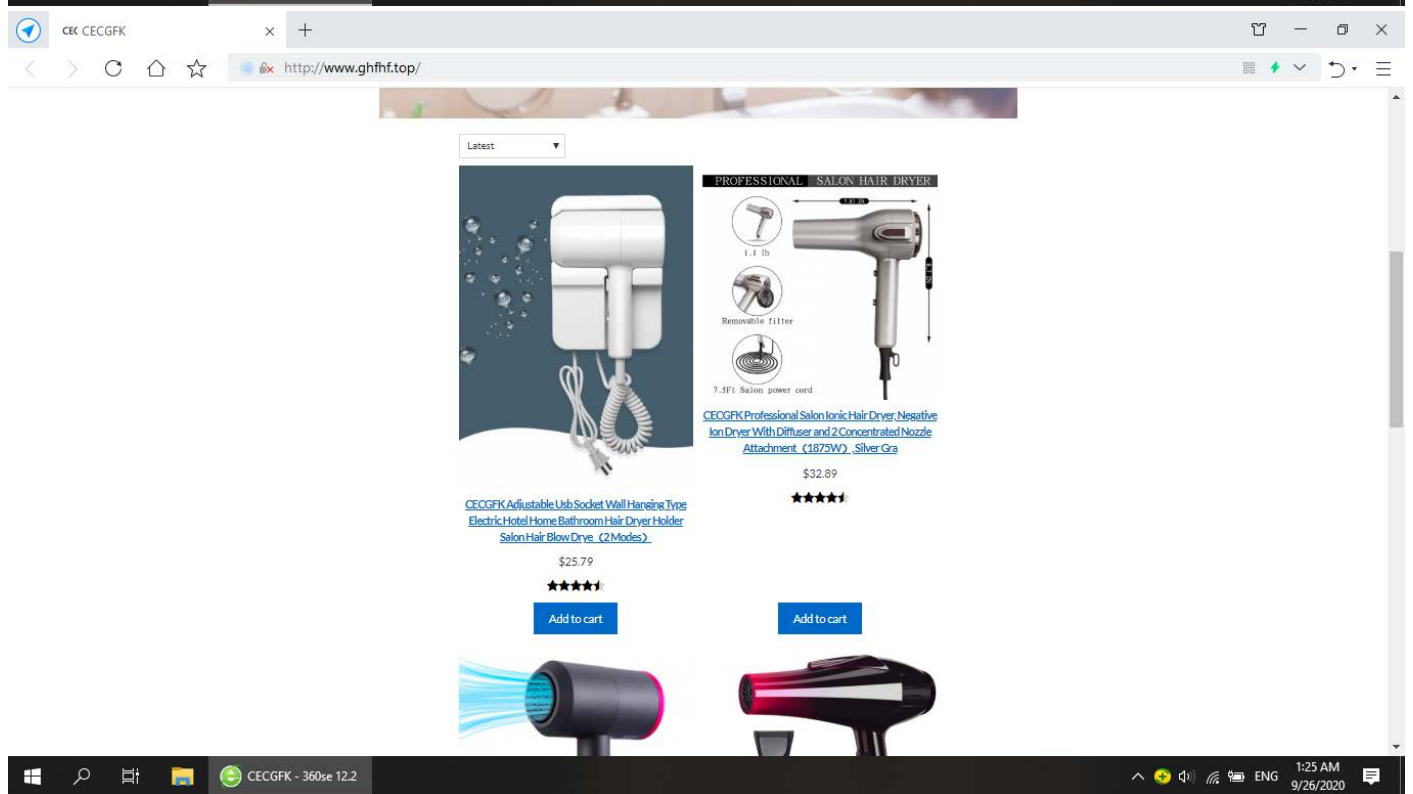 CEC CECGFK
http://www.ghfhf.top/
Latest
PROFESSIONAL SALON HAIR DRYER
7.87 IN
1.1 lb
Removable filter
7.5Ft Salon power cord
CECGFK Professional Salon Ionic Hair Dryer, Negative
Ion Dryer With Diffuser and 2 Concentrated Nozzle
Attachment（1875W）, Silver Gra
$32.89
CECGFK Adjustable Usb Socket Wall Hanging Type
Electric Hotel Home Bathroom Hair Dryer Holder
Salon Hair Blow Drye（2 Modes）
$25.79
Add to cart
Add to cart
CECGFK - 360se 12.2
ENG
1:25 AM
9/26/2020